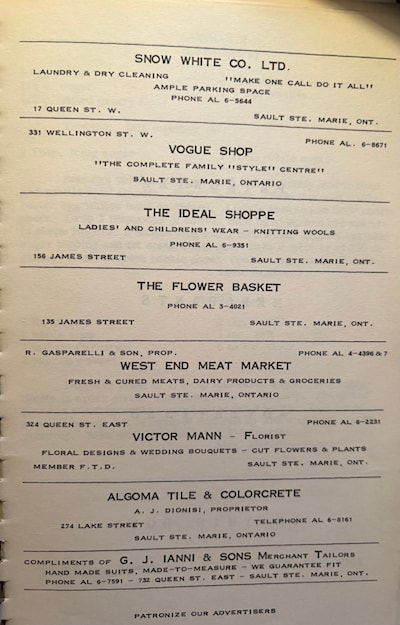 SNOW WHITE CO. LTD.
LAUNDRY & DRY CLEANING "MAKE ONE CALL DO IT ALL"
AMPLE PARKING SPACE
PHONE AL 6-5644
17 QUEEN ST. W. SAULT STE. MARIE, ONT.
331 WELLINGTON ST. W. PHONE AL. 6-8671
VOGUE SHOP
"THE COMPLETE FAMILY "STYLE" CENTRE"
SAULT STE. MARIE, ONTARIO
THE IDEAL SHOPPE
LADIES' AND CHILDRENS' WEAR - KNITTING WOOLS
PHONE AL 6-9351
156 JAMES STREET SAULT STE. MARIE, ONT.
THE FLOWER BASKET
PHONE AL 3-4021
135 JAMES STREET SAULT STE. MARIE, ONT.
R. GASPARELLI & SON, PROP. PHONE AL 4-4396 & 7
WEST END MEAT MARKET
FRESH & CURED MEATS, DAIRY PRODUCTS & GROCERIES
SAULT STE. MARIE, ONTARIO
324 QUEEN ST. EAST PHONE AL 6-2231
VICTOR MANN - FLORIST
FLORAL DESIGNS & WEDDING BOUQUETS - CUT FLOWERS & PLANTS
MEMBER F.T.D. SAULT STE. MARIE, ONT.
ALGOMA TILE & COLORCRETE
A. J. DIONISI, PROPRIETOR
274 LAKE STREET TELEPHONE AL 6-8161
SAULT STE. MARIE, ONTARIO
COMPLIMENTS OF G. J. IANNI & SONS MERCHANT TAILORS
HAND MADE SUITS, MADE-TO-MEASURE - WE GUARANTEE FIT
PHONE AL 6-7591 - 732 QUEEN ST. EAST - SAULT STE. MARIE, ONT.
PATRONIZE OUR ADVERTISERS